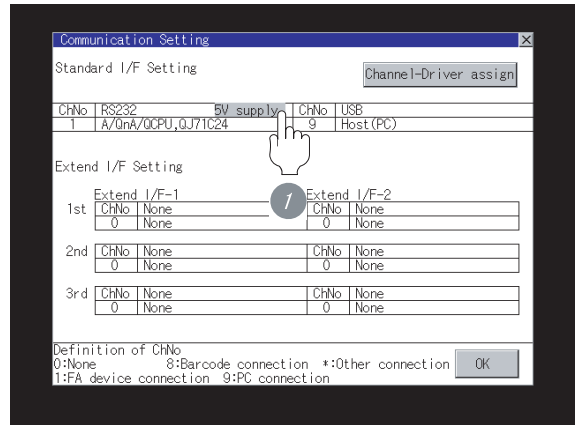 Communication Setting ×
Standard I/F Setting
Channel-Driver assign
ChNo RS232 5V supply ChNo USB
1 A/QnA/QCPU,QJ71C24 9 Host(PC)
Extend I/F Setting
Extend I/F-1 Extend I/F-2
1st ChNo None ChNo None
0 None 0 None
2nd ChNo None ChNo None
0 None 0 None
3rd ChNo None ChNo None
0 None 0 None
1
Definition of ChNo
0:None 8:Barcode connection *:Other connection OK
1:FA device connection 9:PC connection